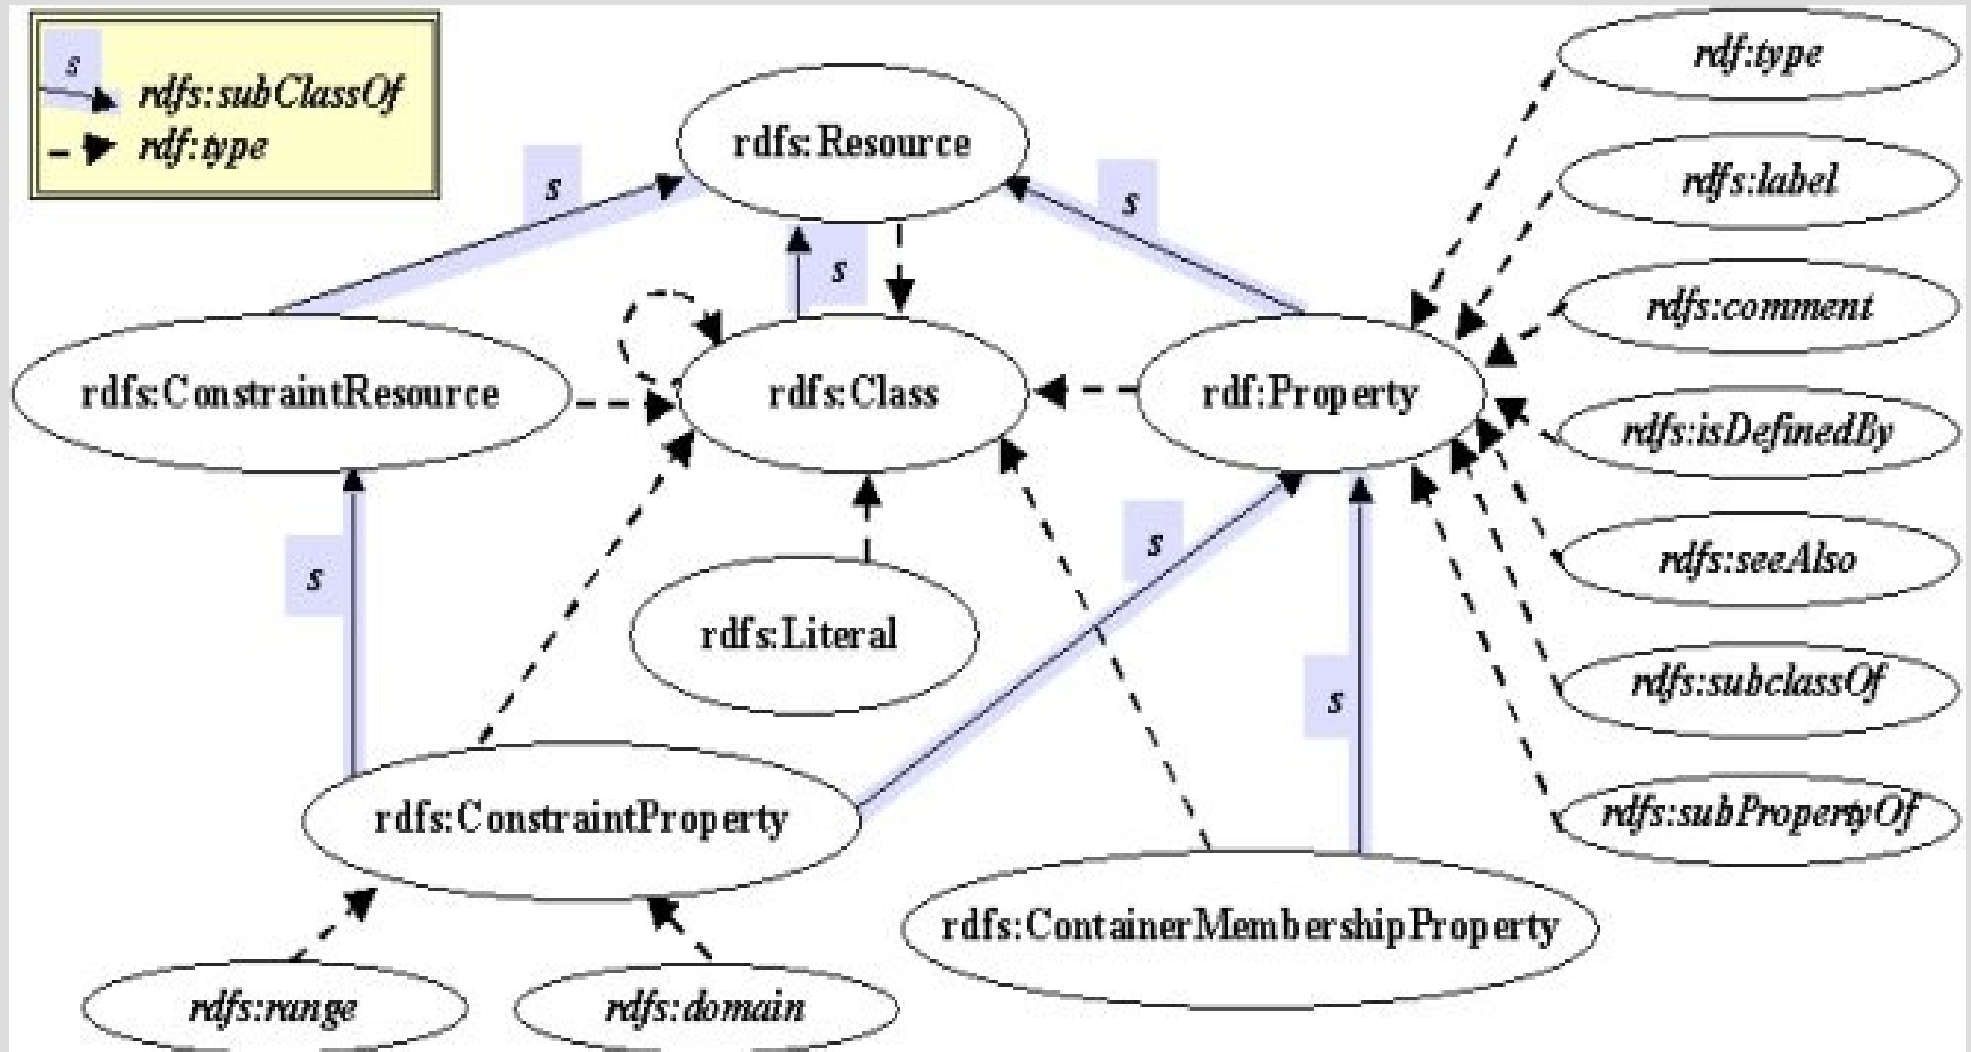 s
rdfs:subClassOf
rdf:type
rdfs:Resource
s
s
s
rdfs:ConstraintResource
rdfs:Class
rdf:Property
rdf:type
rdfs:label
rdfs:comment
rdfs:isDefinedBy
rdfs:seeAlso
rdfs:subclassOf
rdfs:subPropertyOf
s
s
s
rdfs:Literal
rdfs:ConstraintProperty
rdfs:ContainerMembershipProperty
rdfs:range
rdfs:domain